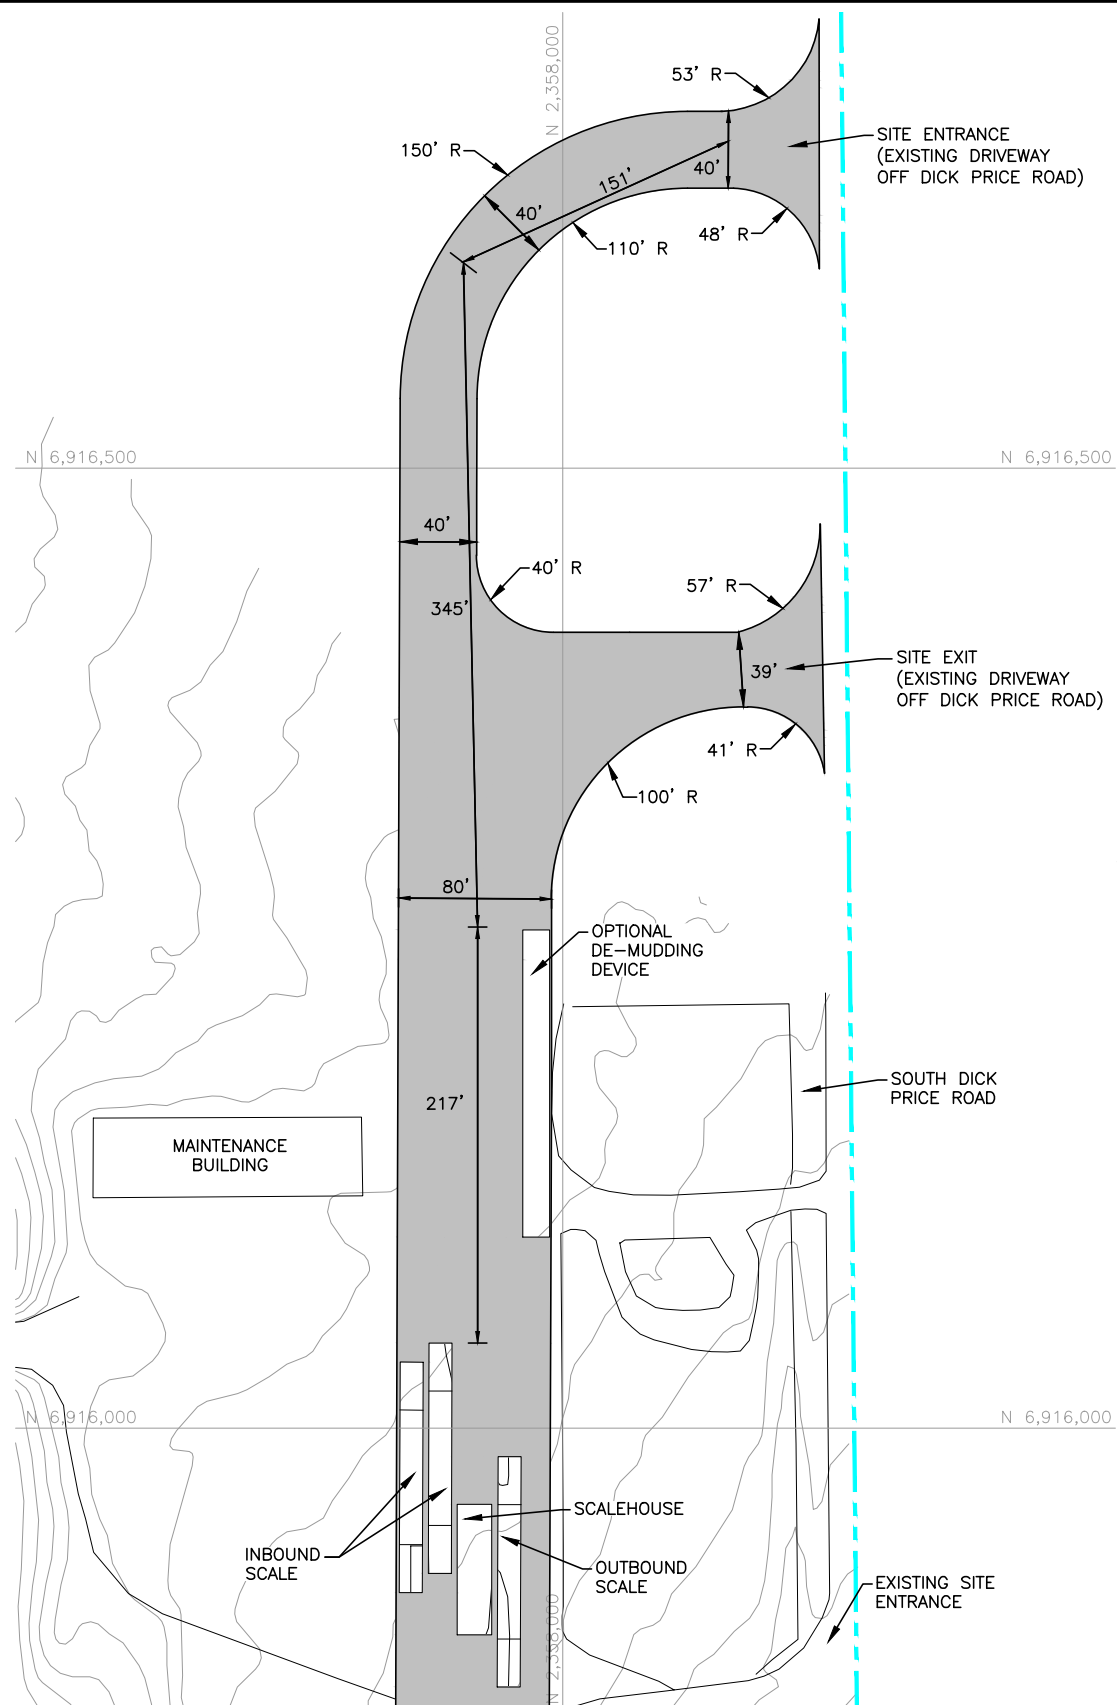 N 2,358,000
53' R
SITE ENTRANCE
(EXISTING DRIVEWAY
OFF DICK PRICE ROAD)
150' R
40'
151'
40'
48' R
110' R
N 6,916,500
N 6,916,500
40'
40' R
57' R
345'
SITE EXIT
(EXISTING DRIVEWAY
OFF DICK PRICE ROAD)
39'
41' R
100' R
80'
OPTIONAL
DE-MUDDING
DEVICE
SOUTH DICK
PRICE ROAD
217'
MAINTENANCE
BUILDING
N 6,916,000
N 6,916,000
SCALEHOUSE
INBOUND
SCALE
OUTBOUND
SCALE
EXISTING SITE
ENTRANCE
N 2,358,000